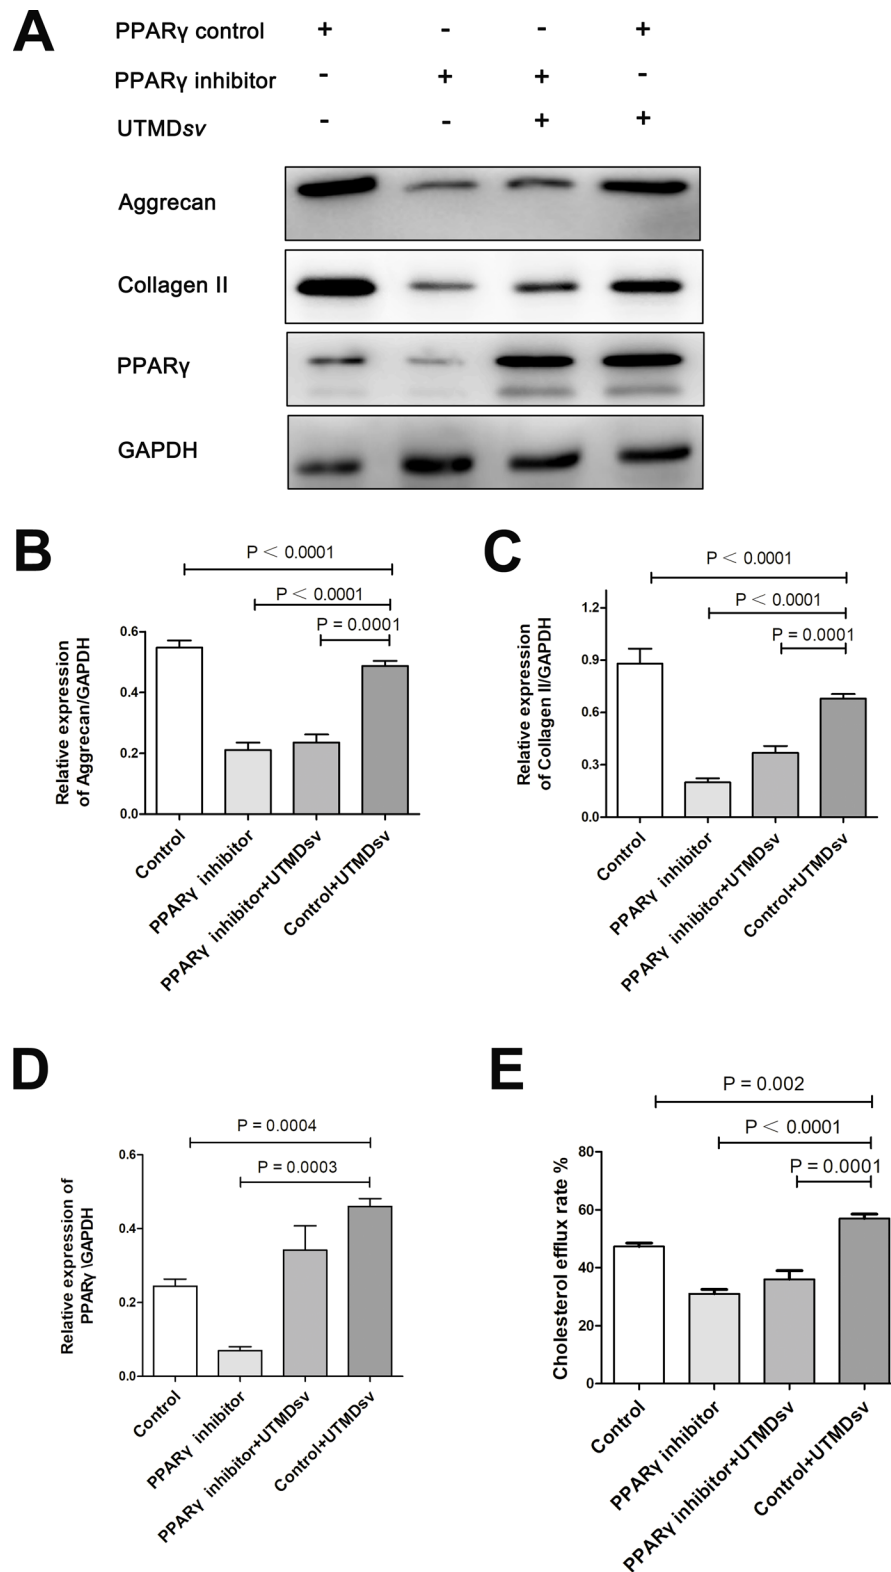 A
PPARγ control + - - +
PPARγ inhibitor - + + -
UTMDsv - - + +
Aggrecan
Collagen II
PPARγ
GAPDH
B
P < 0.0001
P < 0.0001
P = 0.0001
Relative expression
of Aggrecan/GAPDH
0.6
0.4
0.2
0.0
Control
PPARγ inhibitor
PPARγ inhibitor+UTMDsv
Control+UTMDsv
C
P < 0.0001
P < 0.0001
P = 0.0001
Relative expression
of Collagen II/GAPDH
1.2
0.9
0.6
0.3
0.0
Control
PPARγ inhibitor
PPARγ inhibitor+UTMDsv
Control+UTMDsv
D
P = 0.0004
P = 0.0003
Relative expression of
PPARγ \GAPDH
0.6
0.4
0.2
0.0
Control
PPARγ inhibitor
PPARγ inhibitor+UTMDsv
Control+UTMDsv
E
P = 0.002
P < 0.0001
P = 0.0001
Cholesterol efflux rate %
80
60
40
20
0
Control
PPARγ inhibitor
PPARγ inhibitor+UTMDsv
Control+UTMDsv